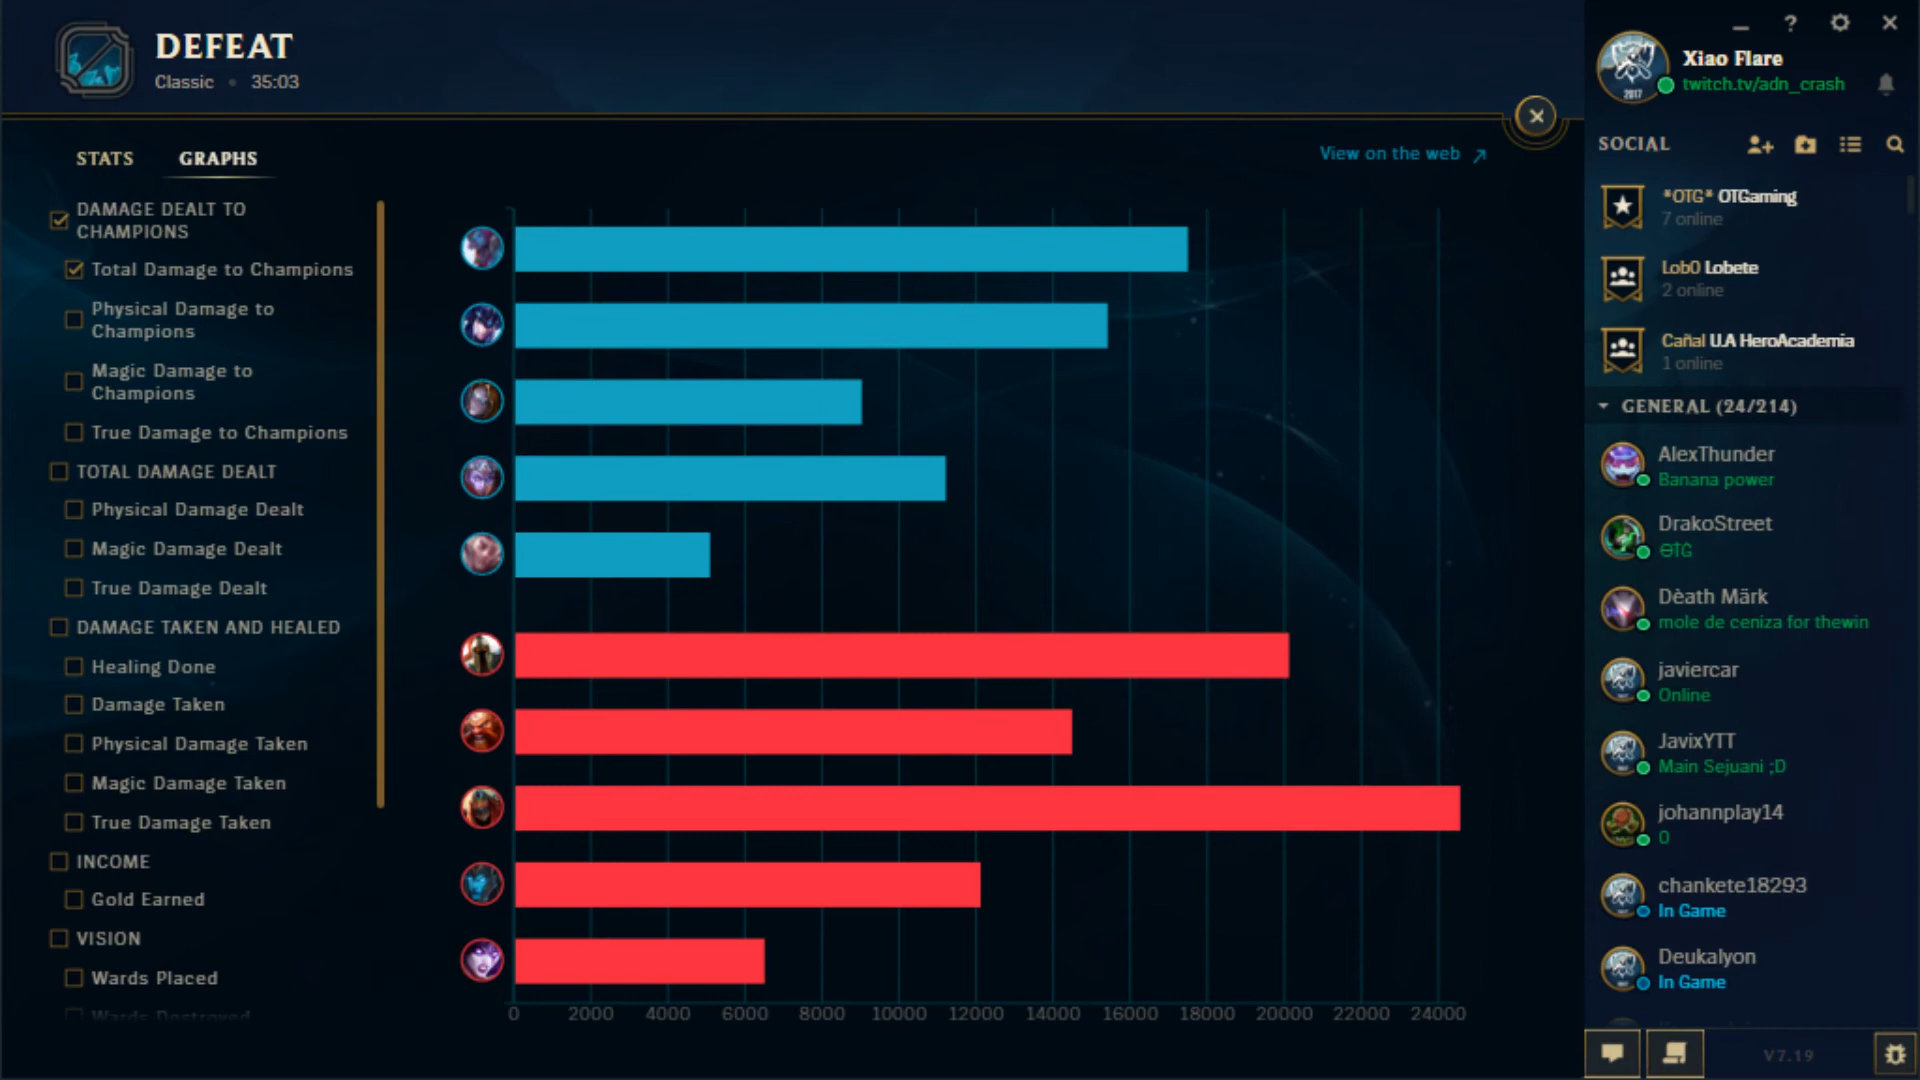 DEFEAT
Classic • 35:03
STATS
GRAPHS
View on the web
DAMAGE DEALT TO
CHAMPIONS
Total Damage to Champions
Physical Damage to
Champions
Magic Damage to
Champions
True Damage to Champions
TOTAL DAMAGE DEALT
Physical Damage Dealt
Magic Damage Dealt
True Damage Dealt
DAMAGE TAKEN AND HEALED
Healing Done
Damage Taken
Physical Damage Taken
Magic Damage Taken
True Damage Taken
INCOME
Gold Earned
VISION
Wards Placed
Wards Destroyed
0 2000 4000 6000 8000 10000 12000 14000 16000 18000 20000 22000 24000
?
Xiao Flare
twitch.tv/adn_crash
2017
SOCIAL
*OTG* OTGaming
7 online
Lob0 Lobete
2 online
Cañal U.A HeroAcademia
1 online
GENERAL (24/214)
AlexThunder
Banana power
DrakoStreet
Dèath Märk
mole de ceniza for thewin
javiercar
Online
JavixYTT
Main Sejuani ;D
johannplay14
0
chankete18293
In Game
Deukalyon
In Game
V7.19